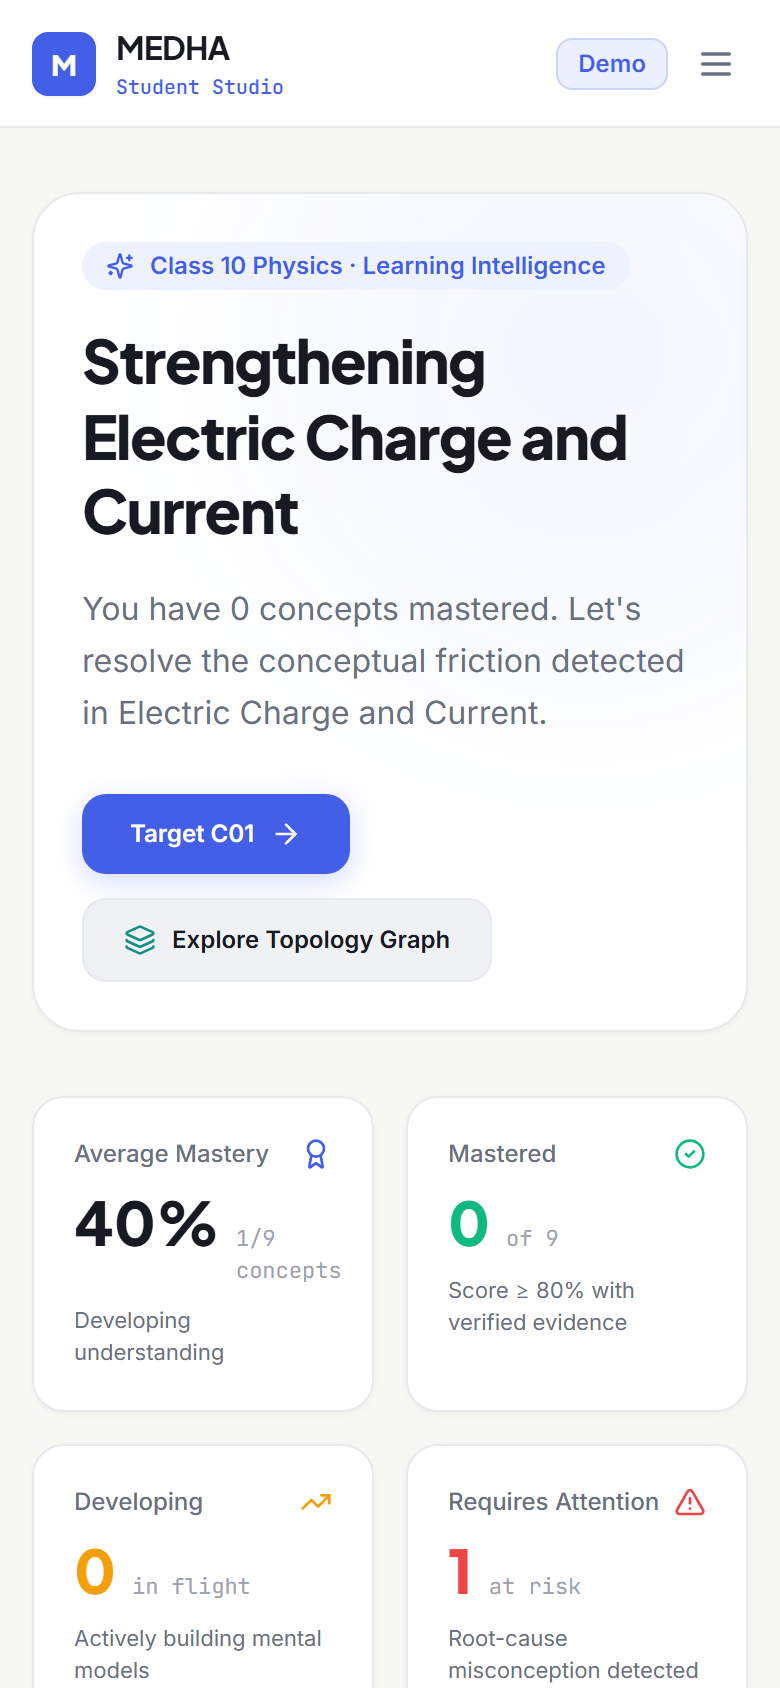 M
MEDHA
Student Studio
Demo
Class 10 Physics · Learning Intelligence
Strengthening
Electric Charge and
Current
You have 0 concepts mastered. Let's
resolve the conceptual friction detected
in Electric Charge and Current.
Target C01
Explore Topology Graph
Average Mastery
40% 1/9
concepts
Developing
understanding
Mastered
0 of 9
Score ≥ 80% with
verified evidence
Developing
0 in flight
Actively building mental
models
Requires Attention
1 at risk
Root-cause
misconception detected